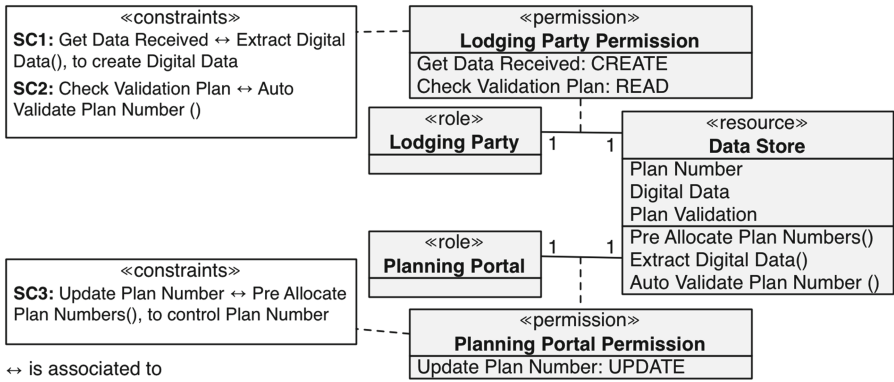 «constraints»
SC1: Get Data Received ↔ Extract Digital
Data(), to create Digital Data
SC2: Check Validation Plan ↔ Auto
Validate Plan Number ()
«permission»
Lodging Party Permission
Get Data Received: CREATE
Check Validation Plan: READ
«role»
Lodging Party
1
1
«resource»
Data Store
Plan Number
Digital Data
Plan Validation
Pre Allocate Plan Numbers()
Extract Digital Data()
Auto Validate Plan Number ()
«role»
Planning Portal
1
1
«constraints»
SC3: Update Plan Number ↔ Pre Allocate
Plan Numbers(), to control Plan Number
«permission»
Planning Portal Permission
Update Plan Number: UPDATE
↔ is associated to